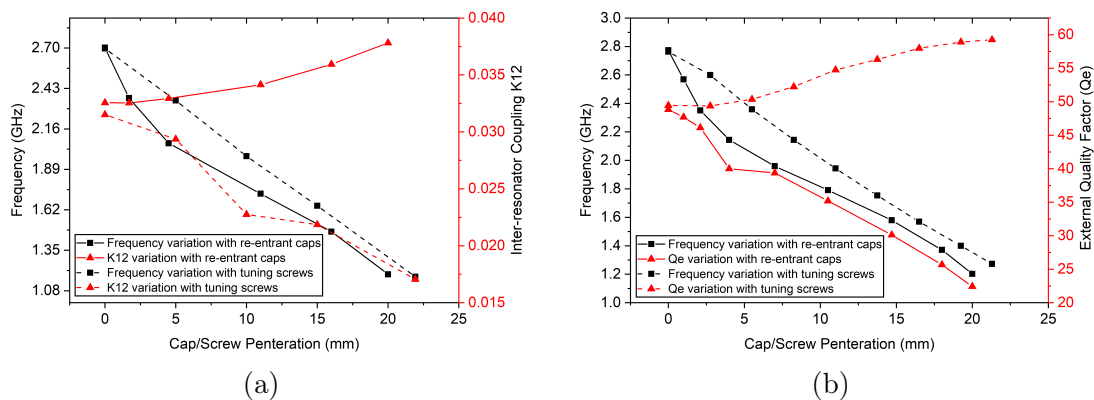 2.70
2.43
2.16
1.89
1.62
1.35
1.08
Frequency (GHz)
0.040
0.035
0.030
0.025
0.020
0.015
Inter-resonator Coupling K12
Frequency variation with re-entrant caps
K12 variation with re-entrant caps
Frequency variation with tuning screws
K12 variation with tuning screws
0 5 10 15 20 25
Cap/Screw Penteration (mm)
(a)
3.0
2.8
2.6
2.4
2.2
2.0
1.8
1.6
1.4
1.2
1.0
Frequency (GHz)
60
55
50
45
40
35
30
25
20
External Quality Factor (Qe)
Frequency variation with re-entrant caps
Qe variation with re-entrant caps
Frequency variation with tuning screws
Qe variation with tuning screws
0 5 10 15 20 25
Cap/Screw Penteration (mm)
(b)